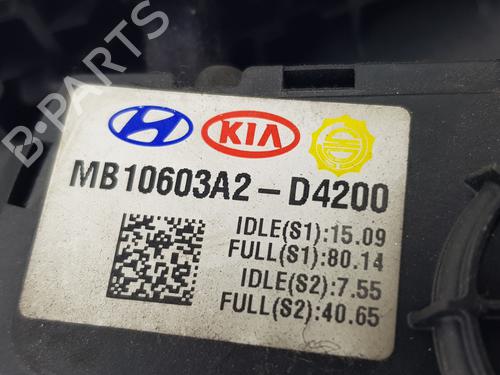 B-PARTS
KIA
MB10603A2-D4200
IDLE(S1):15.09
FULL(S1):80.14
IDLE(S2):7.55
FULL(S2):40.65